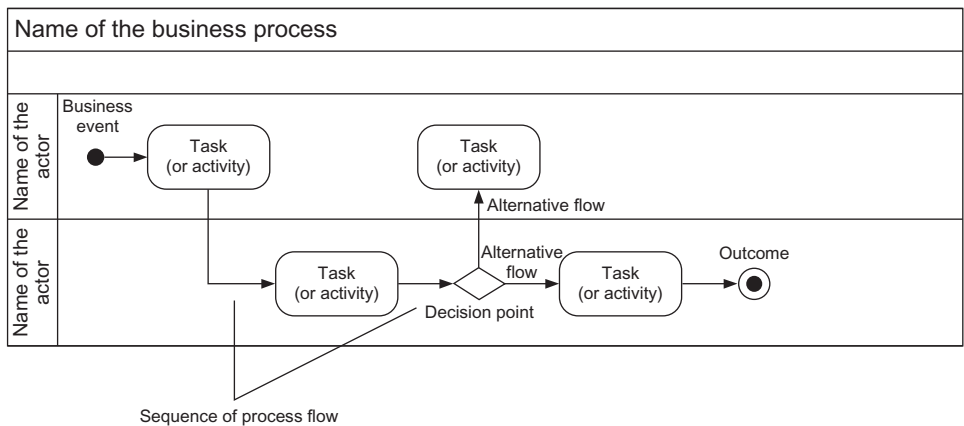 Name of the business process
Name of the
actor
Business
event
Task
(or activity)
Task
(or activity)
Alternative flow
Name of the
actor
Task
(or activity)
Alternative
flow
Decision point
Task
(or activity)
Outcome
Sequence of process flow